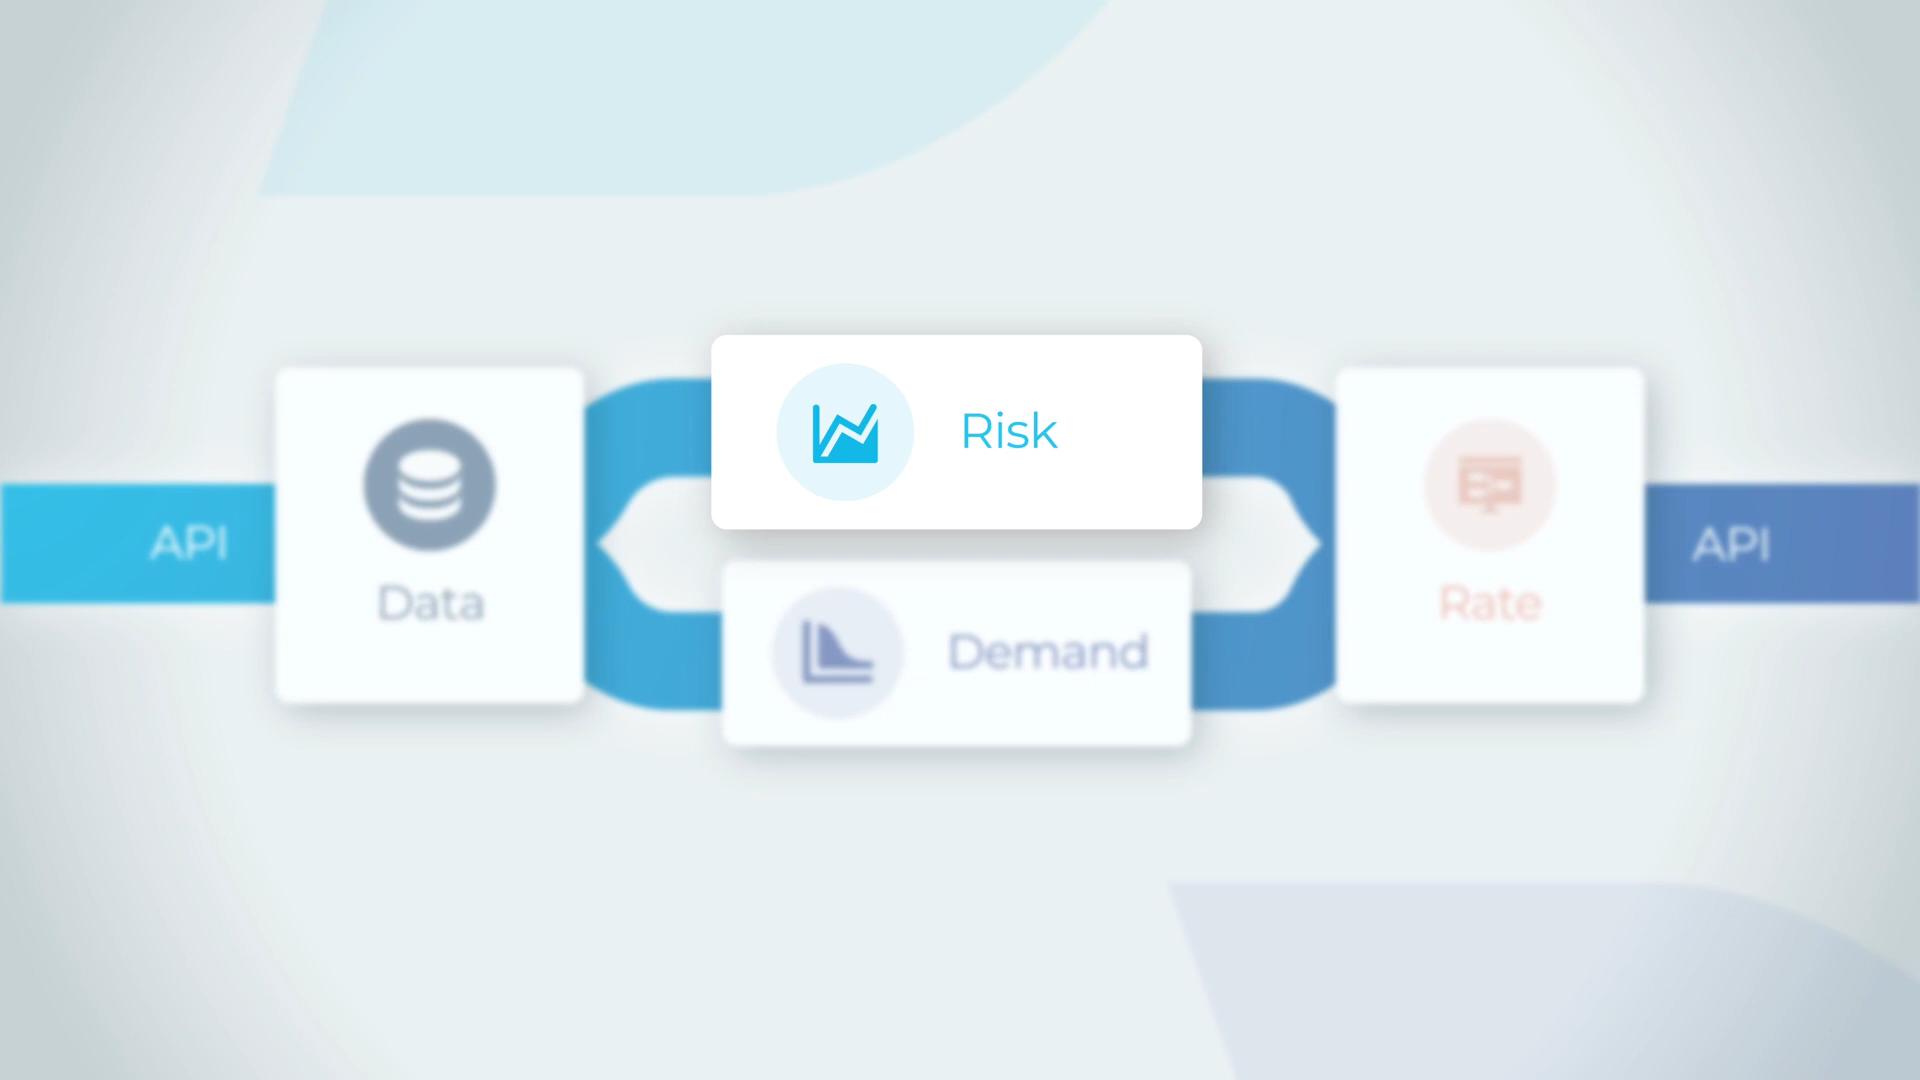 API
Data
Risk
Demand
Rate
API